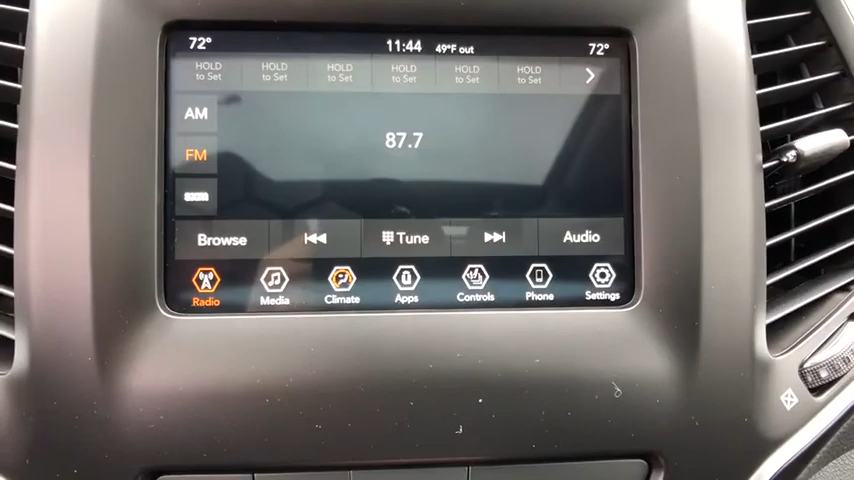 72° 11:44 49°F out 72°
HOLD to Set HOLD to Set HOLD to Set HOLD to Set HOLD to Set HOLD to Set
AM
87.7
FM
Browse Tune Audio
Radio Media Climate Apps Controls Phone Settings